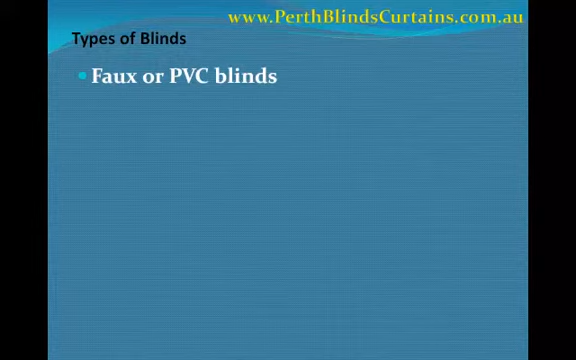 www.PerthBlindsCurtains.com.au
Types of Blinds
Faux or PVC blinds